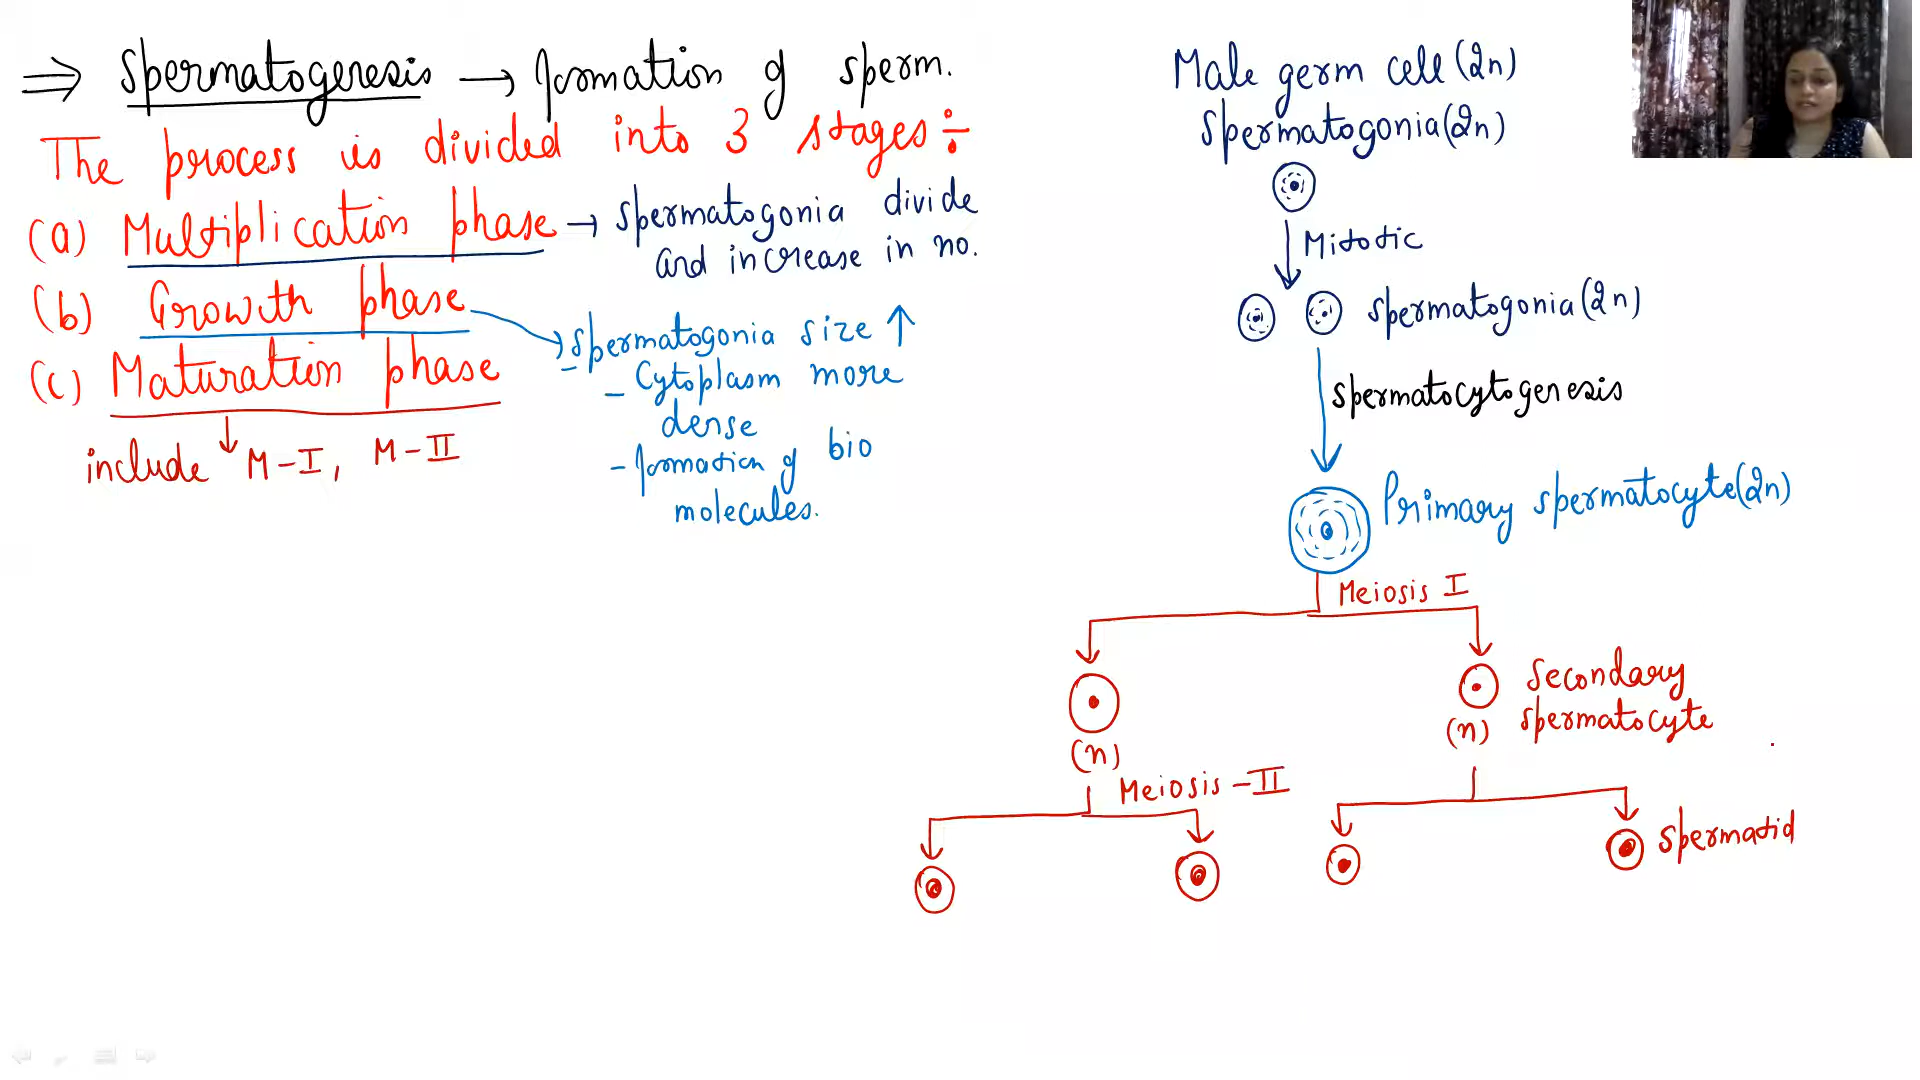 ⇒ Spermatogenesis → formation of sperm.
The process is divided into 3 stages ÷
(a) Multiplication phase → spermatogonia divide
and increase in no.
(b) Growth phase
→ spermatogonia size ↑
- Cytoplasm more
dense
- formation of bio
molecules.
(c) Maturation phase
include M-I, M-II
Male germ cell (2n)
Spermatogonia (2n)
Mitotic
Spermatogonia (2n)
Spermatocytogenesis
Primary spermatocyte (2n)
Meiosis I
Secondary
spermatocyte
(n)
(n)
Meiosis-II
Spermatid